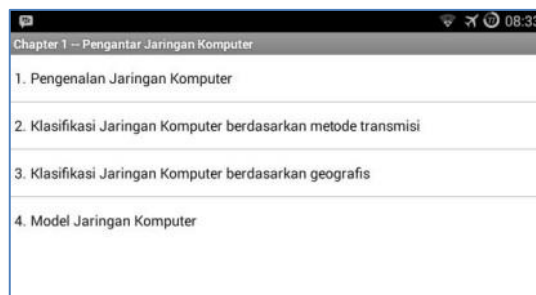 08:33
Chapter 1 -- Pengantar Jaringan Komputer
1. Pengenalan Jaringan Komputer
2. Klasifikasi Jaringan Komputer berdasarkan metode transmisi
3. Klasifikasi Jaringan Komputer berdasarkan geografis
4. Model Jaringan Komputer